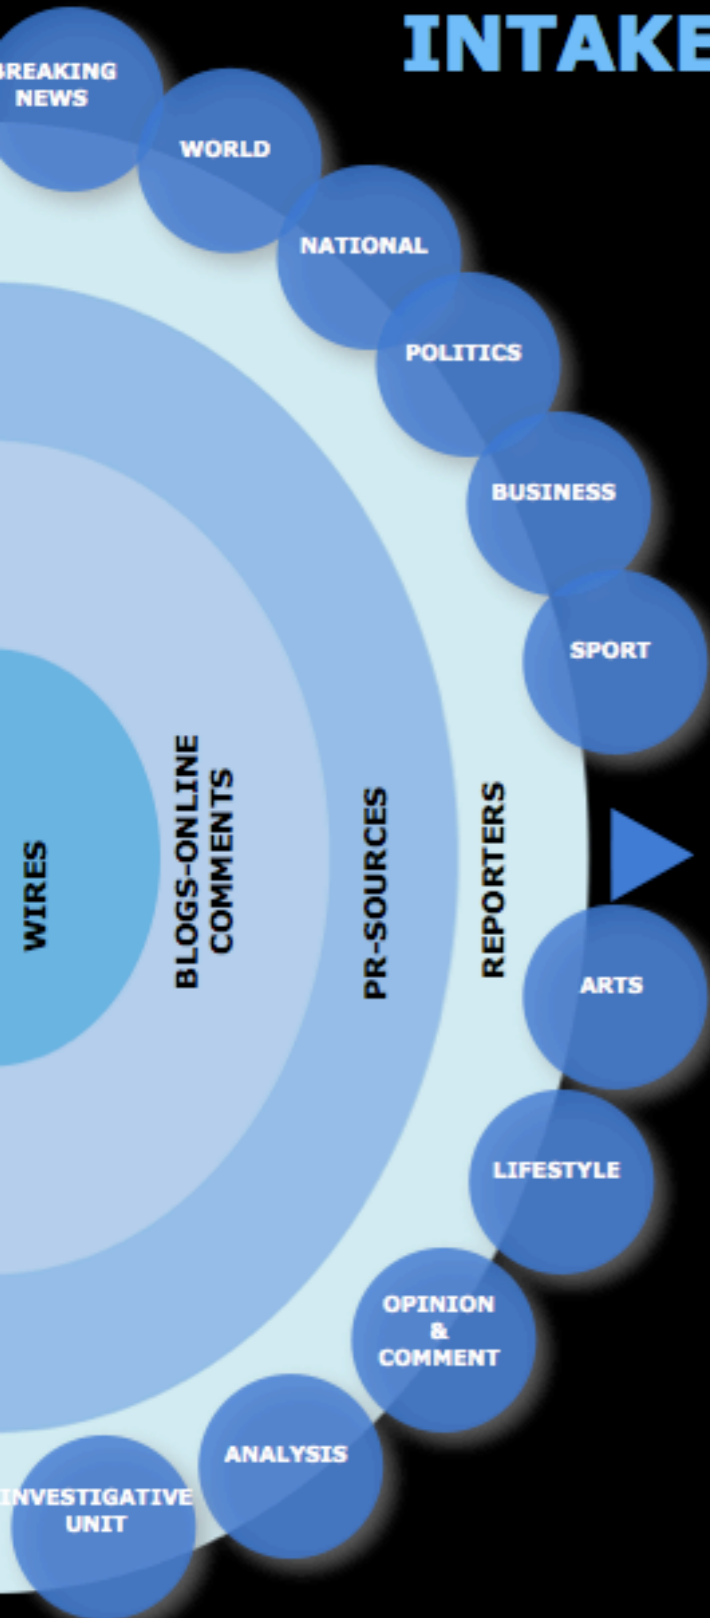 INTAKE
BREAKING
NEWS
WORLD
NATIONAL
POLITICS
BUSINESS
SPORT
WIRES
BLOGS-ONLINE
COMMENTS
PR-SOURCES
REPORTERS
ARTS
LIFESTYLE
OPINION
&
COMMENT
ANALYSIS
INVESTIGATIVE
UNIT